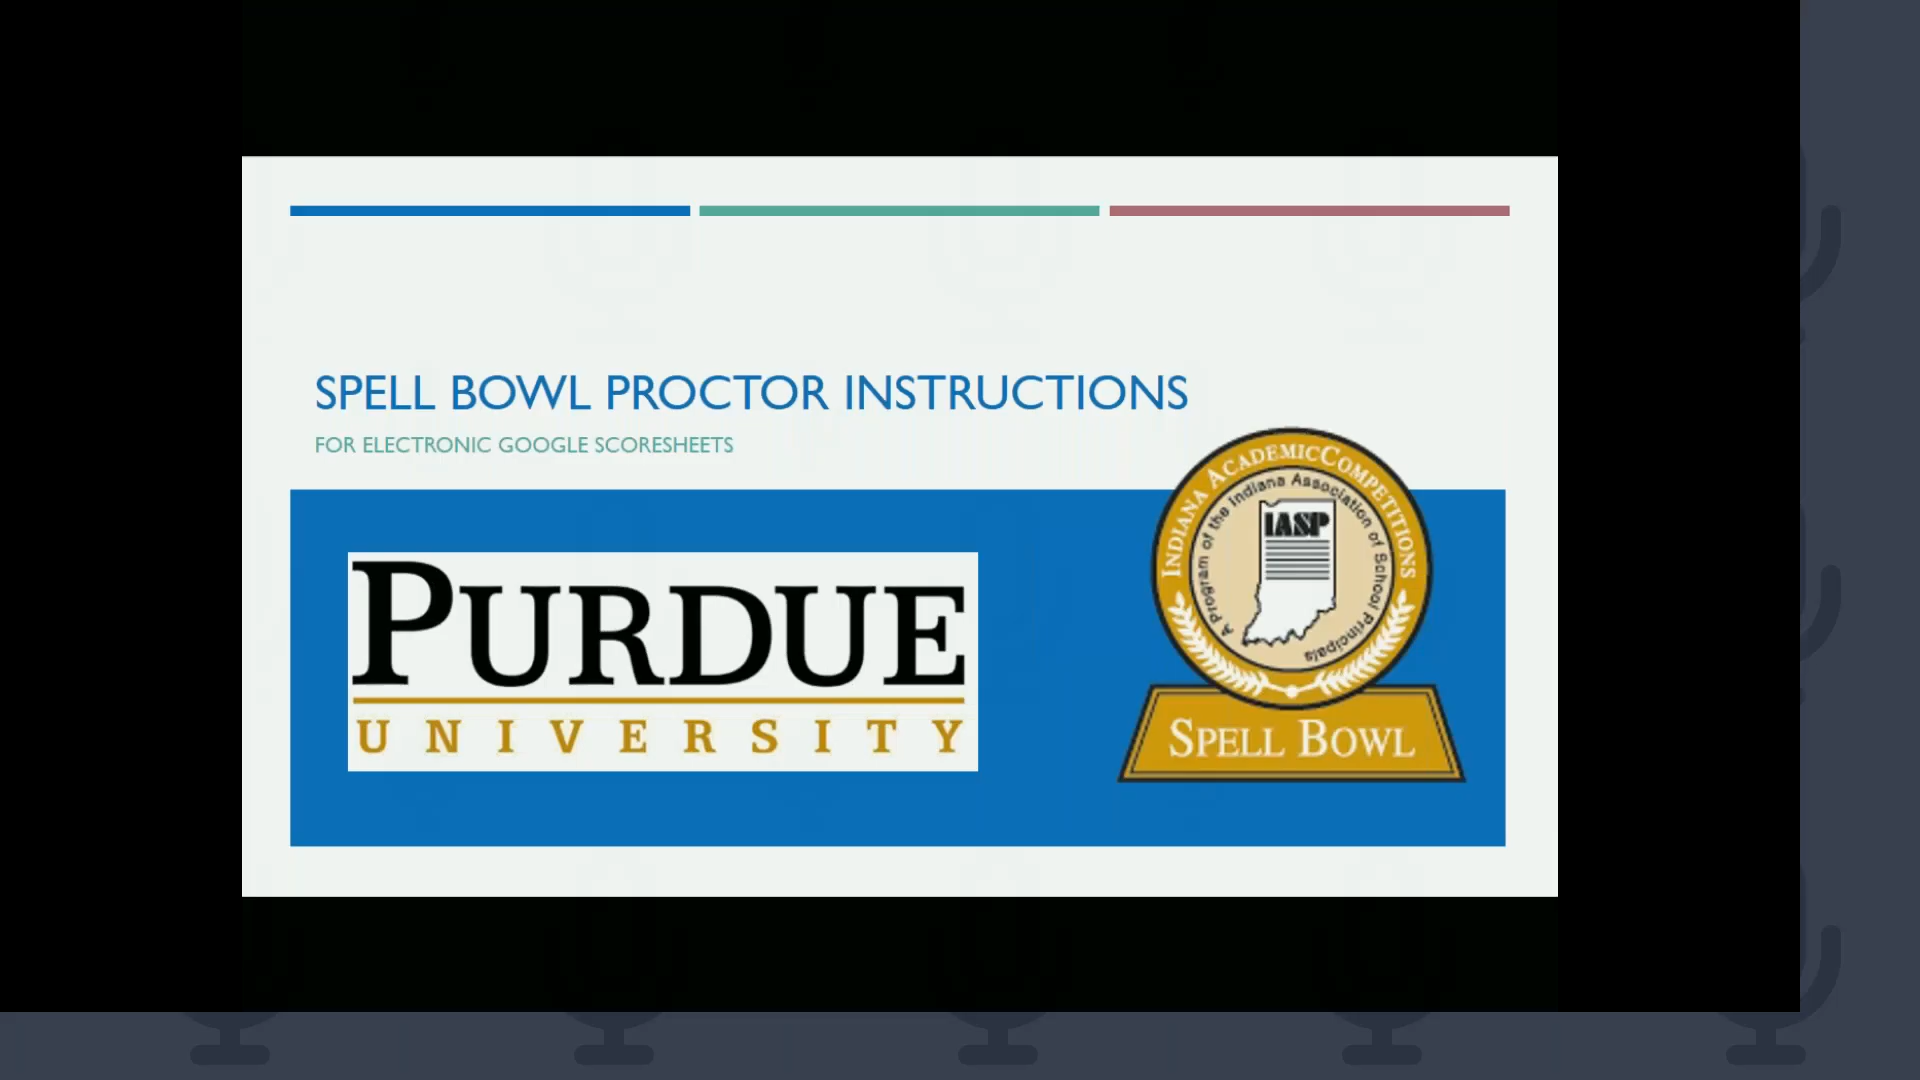 SPELL BOWL PROCTOR INSTRUCTIONS
FOR ELECTRONIC GOOGLE SCORESHEETS
PURDUE
UNIVERSITY
INDIANA ACADEMIC COMPETITIONS
A Program of the Indiana Association of School Principals
IASP
SPELL BOWL